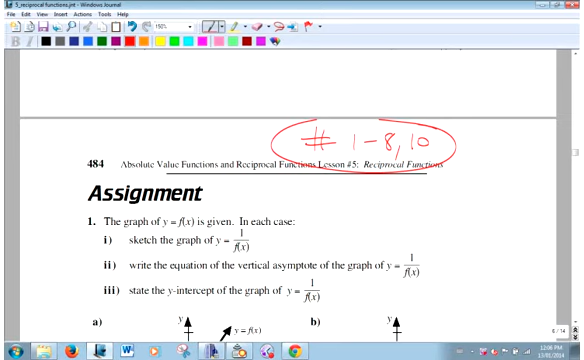 5_reciprocal functions.jnt - Windows Journal
File Edit View Insert Actions Tools Help
150%
B I
# 1-8, 10
484 Absolute Value Functions and Reciprocal Functions Lesson #5: Reciprocal Functions
Assignment
1. The graph of y = f(x) is given. In each case:
i) sketch the graph of y = 1/f(x)
ii) write the equation of the vertical asymptote of the graph of y = 1/f(x)
iii) state the y-intercept of the graph of y = 1/f(x)
a) y y = f(x) b) y
6 / 14
12:06 PM
13/01/2014